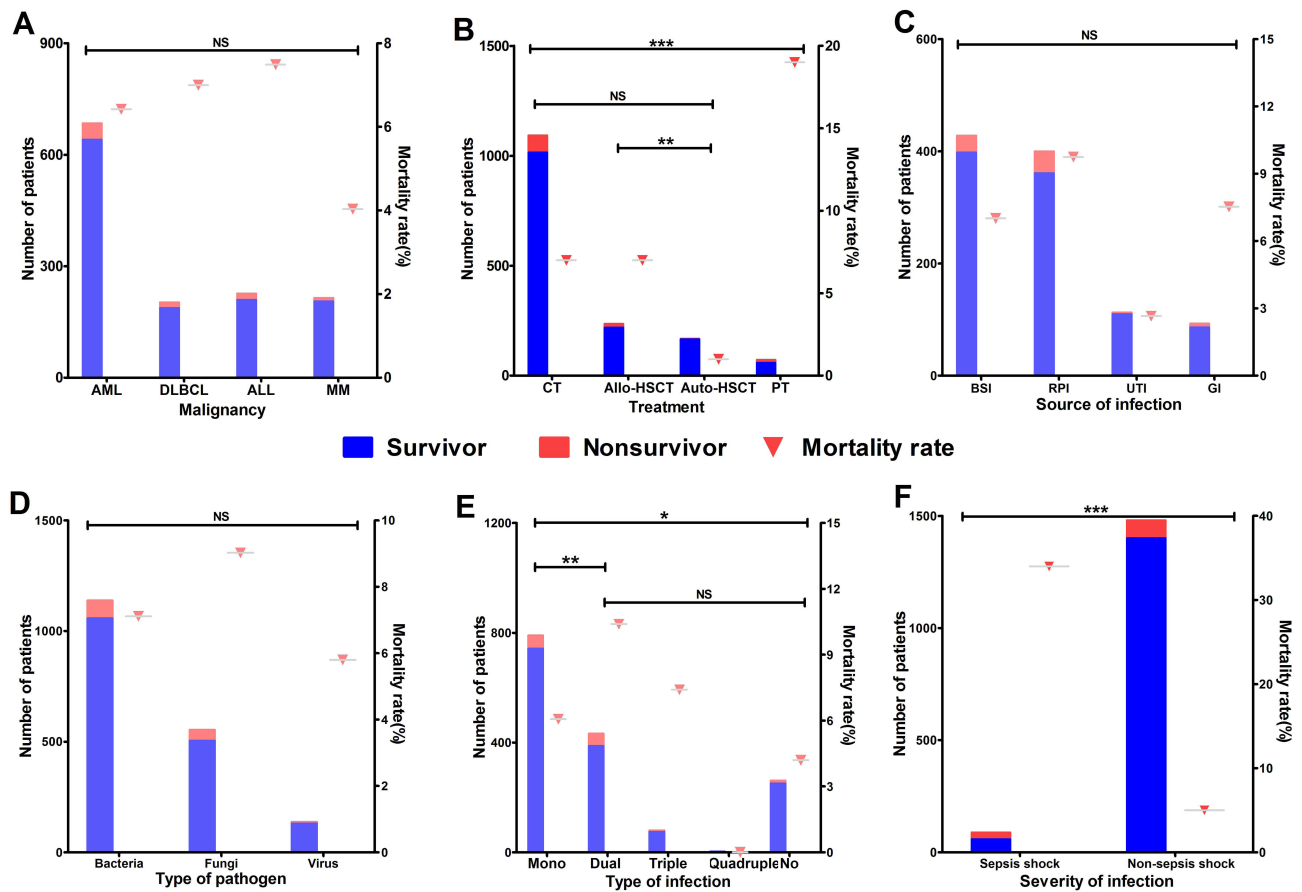 A
NS
900
600
300
0
8
6
4
2
0
Number of patients
Mortality rate(%)
AML DLBCL ALL MM
Malignancy
B
***
NS
**
1500
1000
500
0
20
15
10
5
0
Number of patients
Mortality rate(%)
CT Allo-HSCT Auto-HSCT PT
Treatment
C
NS
600
400
200
0
15
12
9
6
3
0
Number of patients
Mortality rate(%)
BSI RPI UTI GI
Source of infection
Survivor Nonsurvivor Mortality rate
D
NS
1500
1000
500
0
10
8
6
4
2
0
Number of patients
Mortality rate(%)
Bacteria Fungi Virus
Type of pathogen
E
*
**
NS
1200
800
400
0
15
12
9
6
3
0
Number of patients
Mortality rate(%)
Mono Dual Triple Quadruple No
Type of infection
F
***
1500
1000
500
0
40
30
20
10
0
Number of patients
Mortality rate(%)
Sepsis shock Non-sepsis shock
Severity of infection